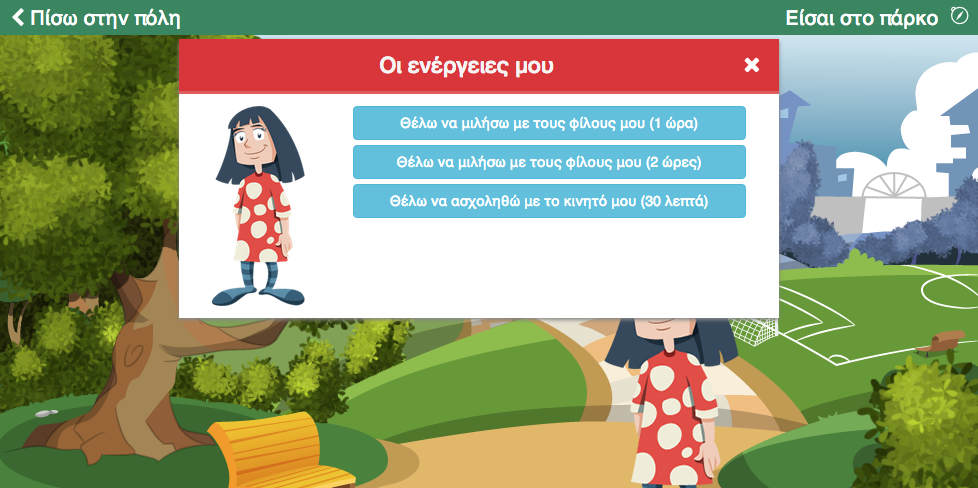 Πίσω στην πόλη
Είσαι στο πάρκο
Οι ενέργειες μου
Θέλω να μιλήσω με τους φίλους μου (1 ώρα)
Θέλω να μιλήσω με τους φίλους μου (2 ώρες)
Θέλω να ασχοληθώ με το κινητό μου (30 λεπτά)